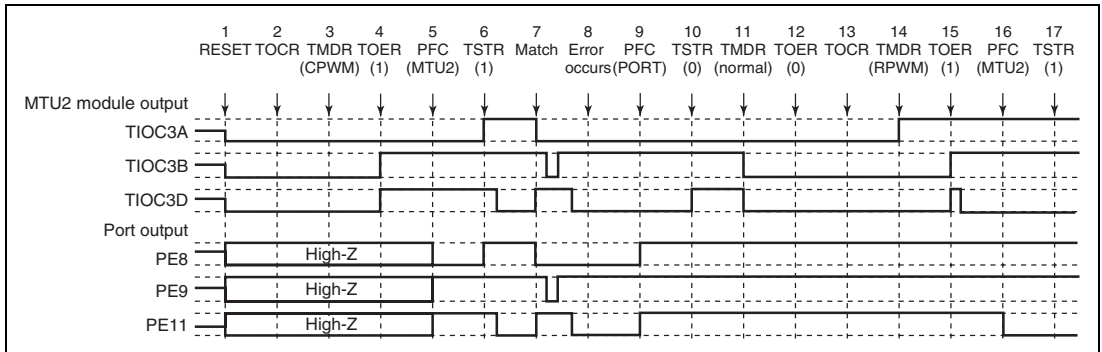 1 2 3 4 5 6 7 8 9 10 11 12 13 14 15 16 17
RESET TOCR TMDR TOER PFC TSTR Match Error PFC TSTR TMDR TOER TOCR TMDR TOER PFC TSTR
(CPWM) (1) (MTU2) (1) occurs (PORT) (0) (normal) (0) (RPWM) (1) (MTU2) (1)
MTU2 module output
TIOC3A
TIOC3B
TIOC3D
Port output
PE8 High-Z
PE9 High-Z
PE11 High-Z